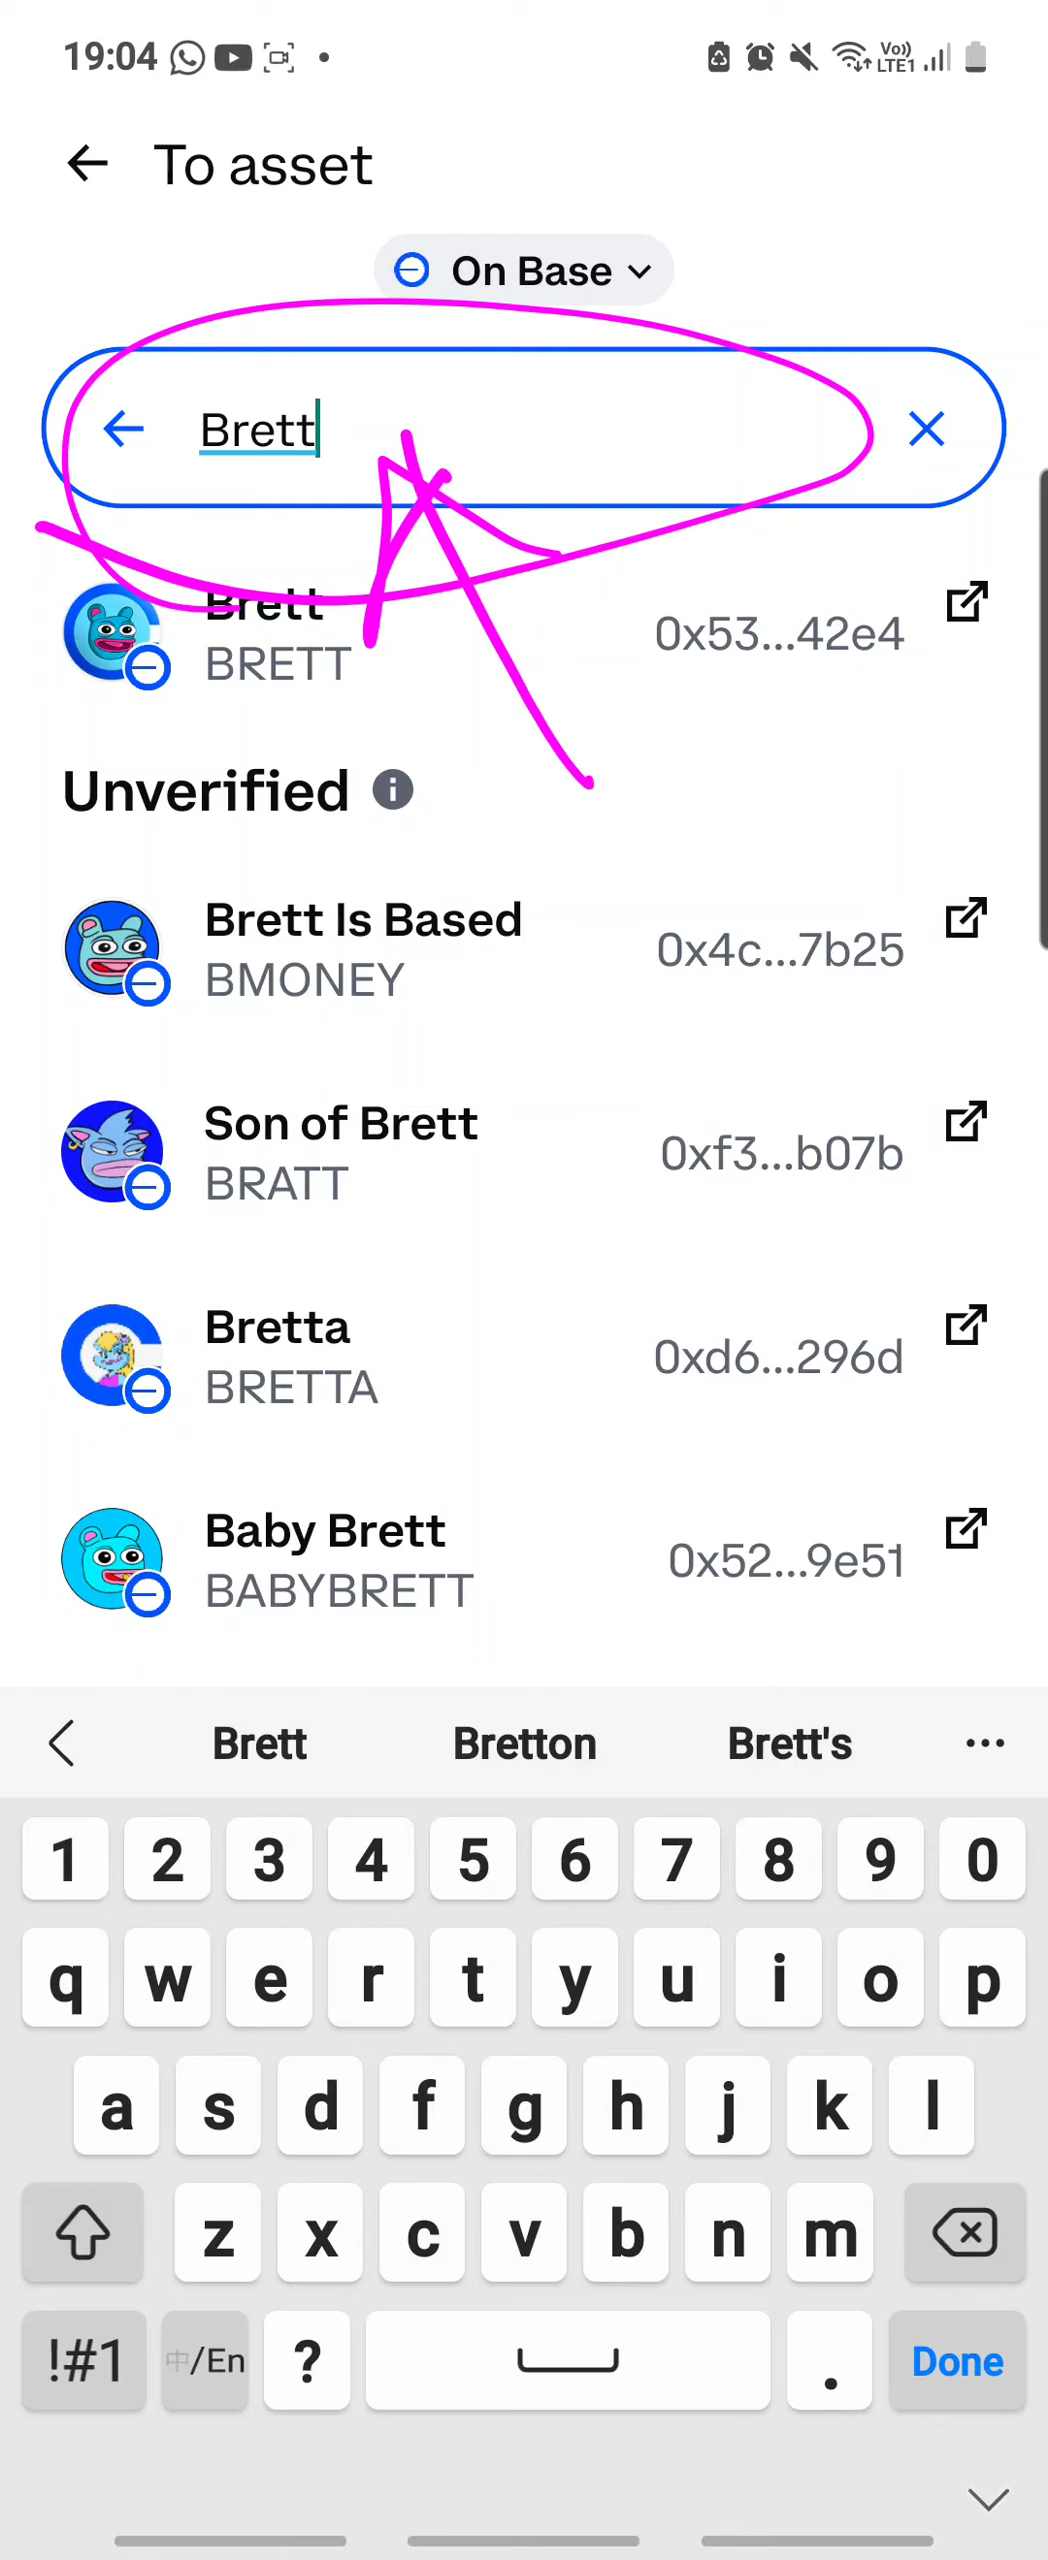 19:04
Vo))
LTE1
To asset
On Base
Brett
Brett
BRETT
0x53...42e4
Unverified
Brett Is Based
BMONEY
0x4c...7b25
Son of Brett
BRATT
0xf3...b07b
Bretta
BRETTA
0xd6...296d
Baby Brett
BABYBRETT
0x52...9e51
Brett Bretton Brett's ...
1 2 3 4 5 6 7 8 9 0
q w e r t y u i o p
a s d f g h j k l
z x c v b n m
!#1 中/En ? . Done